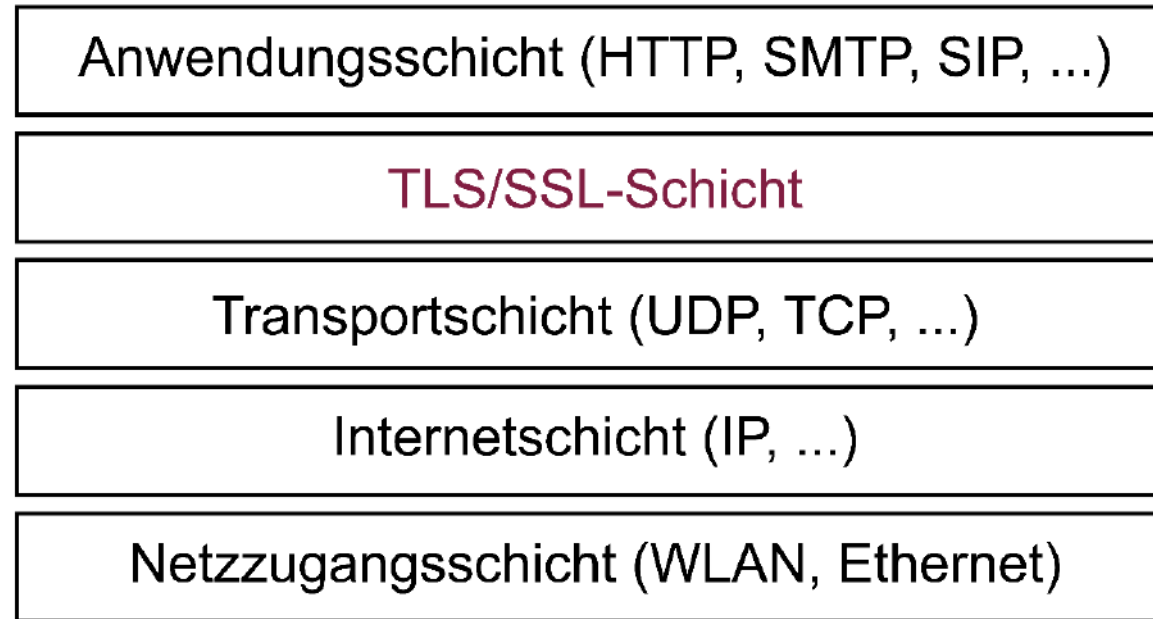 Anwendungsschicht (HTTP, SMTP, SIP, ...)
TLS/SSL-Schicht
Transportschicht (UDP, TCP, ...)
Internetschicht (IP, ...)
Netzzugangsschicht (WLAN, Ethernet)